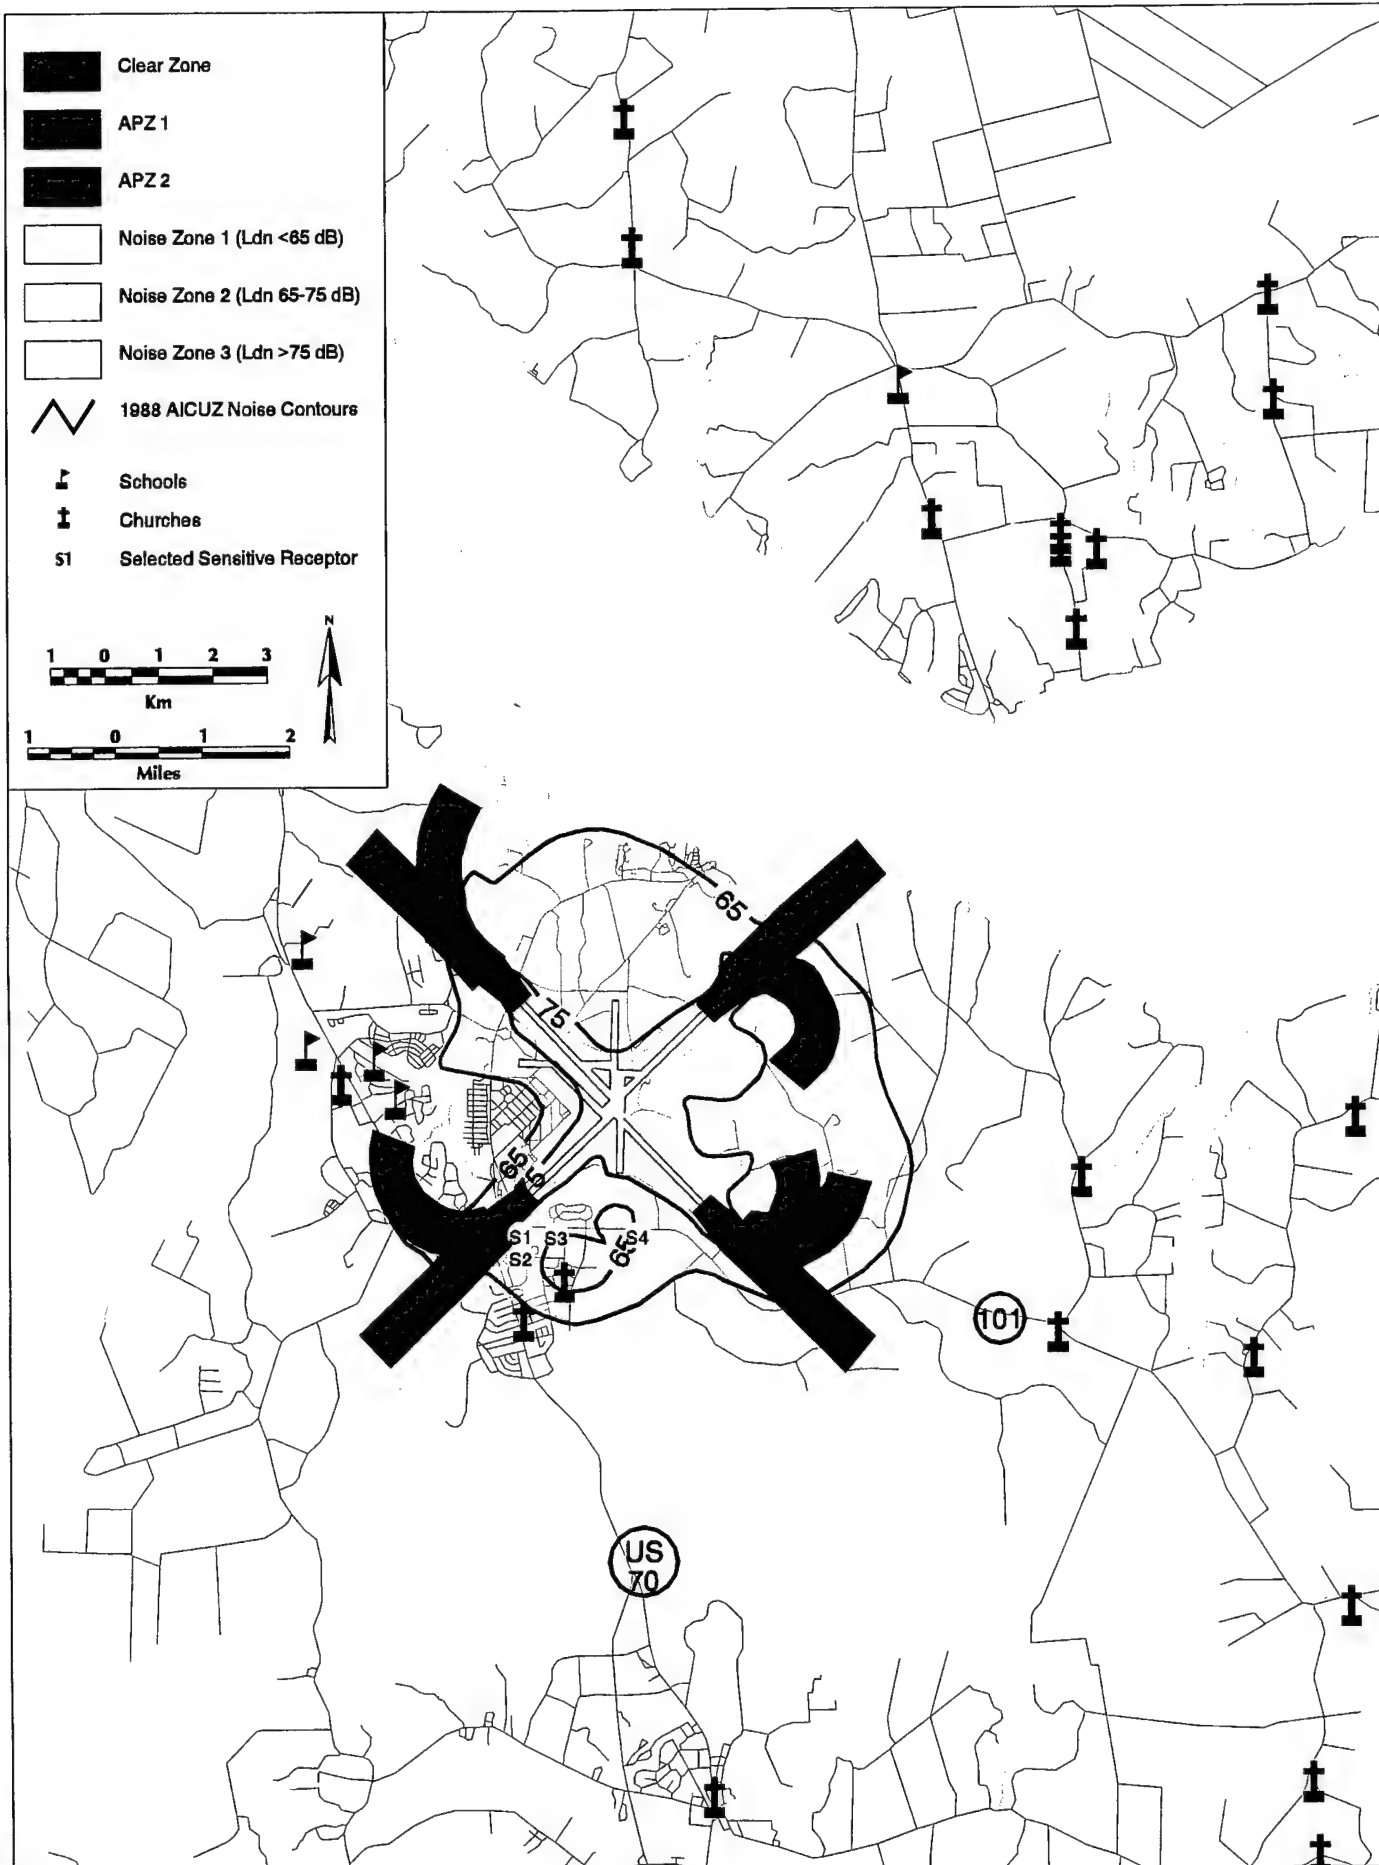 Clear Zone
APZ 1
APZ 2
Noise Zone 1 (Ldn <65 dB)
Noise Zone 2 (Ldn 65-75 dB)
Noise Zone 3 (Ldn >75 dB)
1988 AICUZ Noise Contours
Schools
Churches
S1 Selected Sensitive Receptor
N
1 0 1 2 3
Km
1 0 1 2
Miles
65
75
65
S1 S3 S4
S2
65
101
US
70